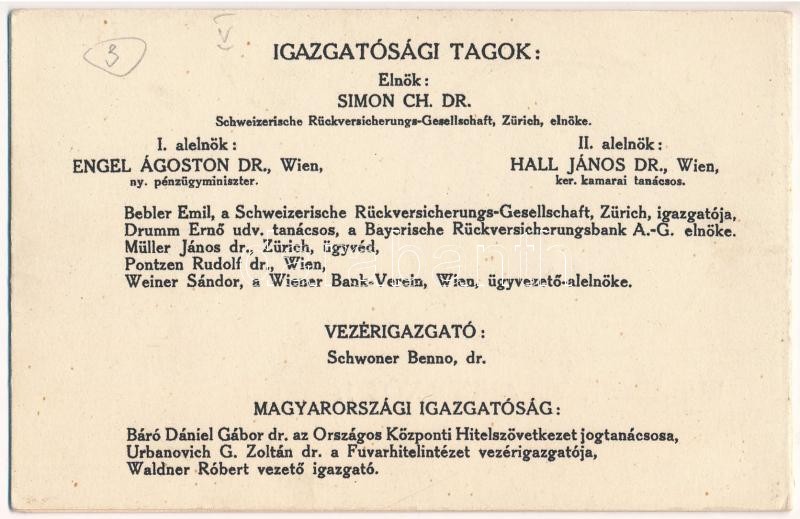 3
V
IGAZGATÓSÁGI TAGOK:
Elnök:
SIMON CH. DR.
Schweizerische Rückversicherungs-Gesellschaft, Zürich, elnöke.
I. alelnök:
ENGEL ÁGOSTON DR., Wien,
ny. pénzügyminiszter.
II. alelnök:
HALL JÁNOS DR., Wien,
ker. kamarai tanácsos.
Bebler Emil, a Schweizerische Rückversicherungs-Gesellschaft, Zürich, igazgatója,
Drumm Ernő udv. tanácsos, a Bayerische Rückversicherungsbank A.-G. elnöke.
Müller János dr., Zürich, ügyvéd,
Pontzen Rudolf dr., Wien,
Weiner Sándor, a Wiener Bank-Verein, Wien, ügyvezető-alelnöke.
VEZÉRIGAZGATÓ:
Schwoner Benno, dr.
MAGYARORSZÁGI IGAZGATÓSÁG:
Báró Dániel Gábor dr. az Országos Központi Hitelszövetkezet jogtanácsosa,
Urbanovich G. Zoltán dr. a Fuvarhitelintézet vezérigazgatója,
Waldner Róbert vezető igazgató.